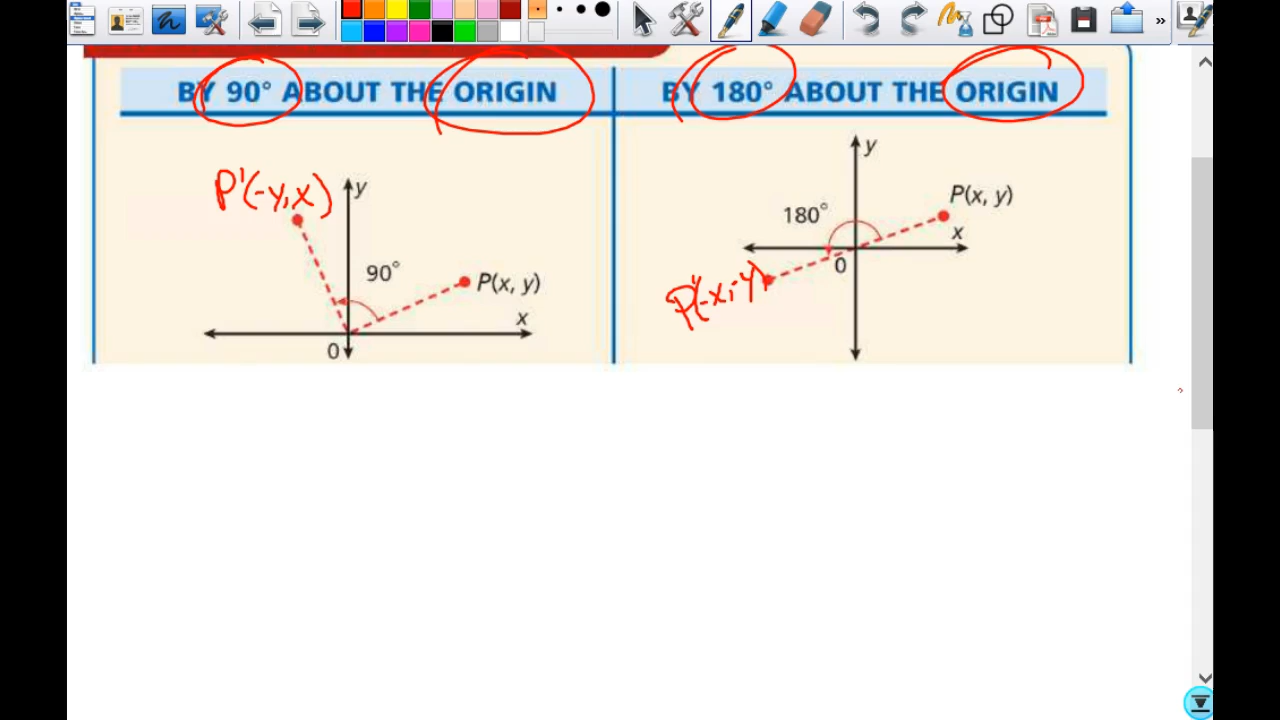 BY 90° ABOUT THE ORIGIN
P'(-y,x)
y
90°
P(x, y)
x
0
BY 180° ABOUT THE ORIGIN
y
180°
P(x, y)
x
0
P'(-x,-y)